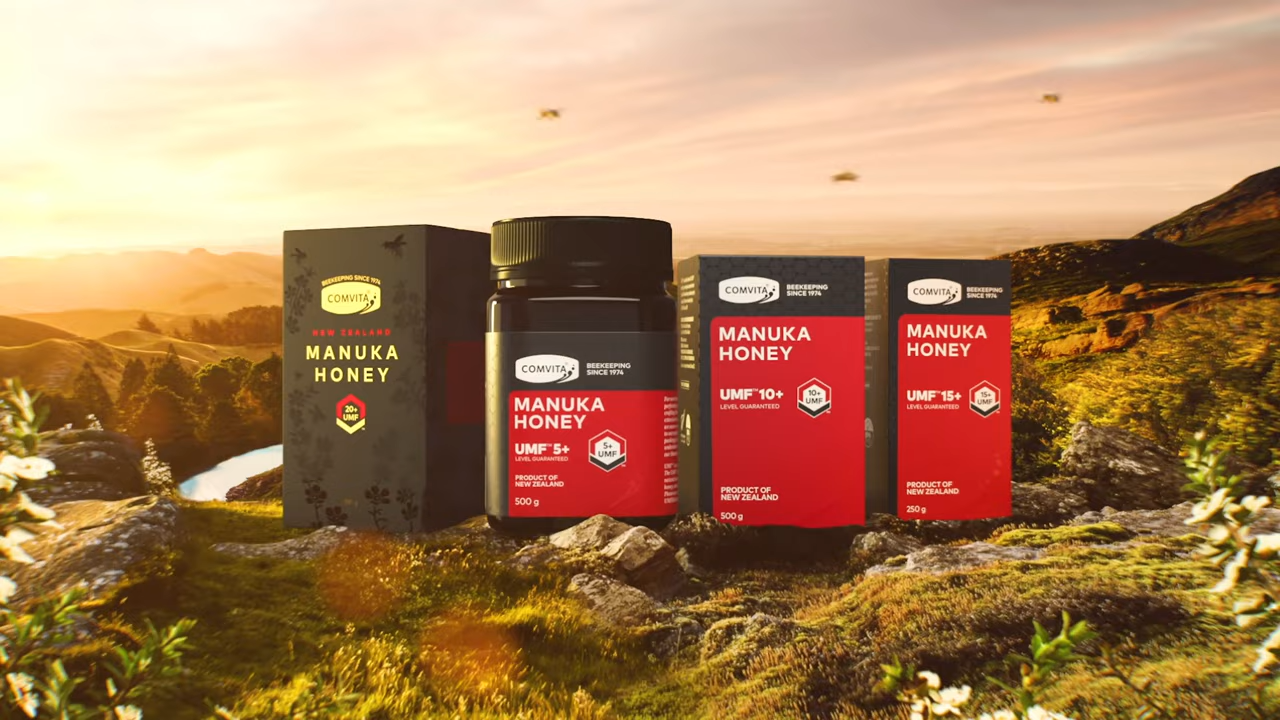 BEEKEEPING SINCE 1974
COMVITA
NEW ZEALAND
MANUKA
HONEY
20+
UMF
COMVITA
BEEKEEPING
SINCE 1974
MANUKA
HONEY
UMF™ 5+
LEVEL GUARANTEED
5+
UMF
PRODUCT OF
NEW ZEALAND
500 g
COMVITA
BEEKEEPING
SINCE 1974
MANUKA
HONEY
UMF™ 10+
LEVEL GUARANTEED
10+
UMF
PRODUCT OF
NEW ZEALAND
500 g
COMVITA
BEEKEEPING
SINCE 1974
MANUKA
HONEY
UMF™ 15+
LEVEL GUARANTEED
15+
UMF
PRODUCT OF
NEW ZEALAND
250 g